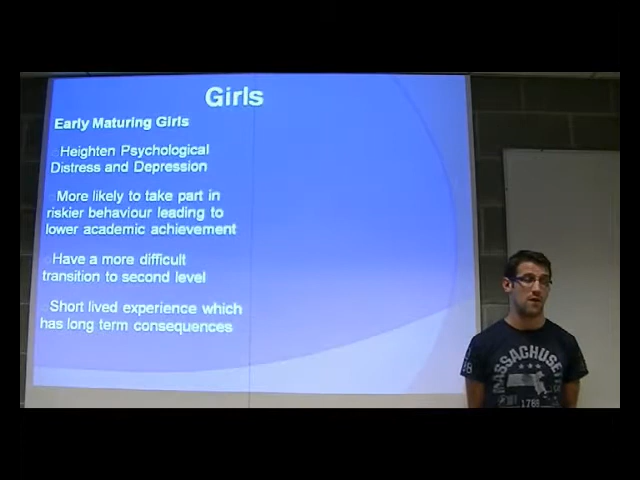 Girls
Early Maturing Girls
Heighten Psychological
Distress and Depression
More likely to take part in
riskier behaviour leading to
lower academic achievement
Have a more difficult
transition to second level
Short lived experience which
has long term consequences
MASSACHUSETTS
1788